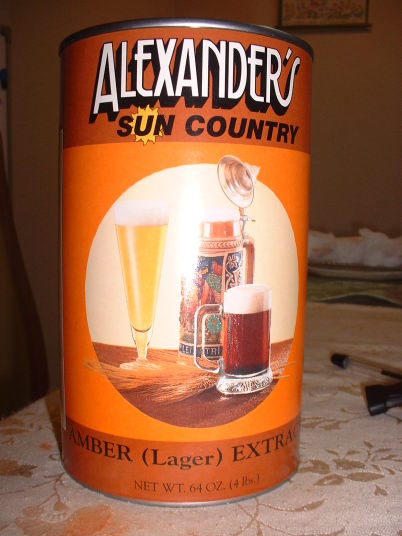 ALEXANDER'S
SUN COUNTRY
AMBER (Lager) EXTRAC
NET WT. 64 OZ. (4 lbs.)